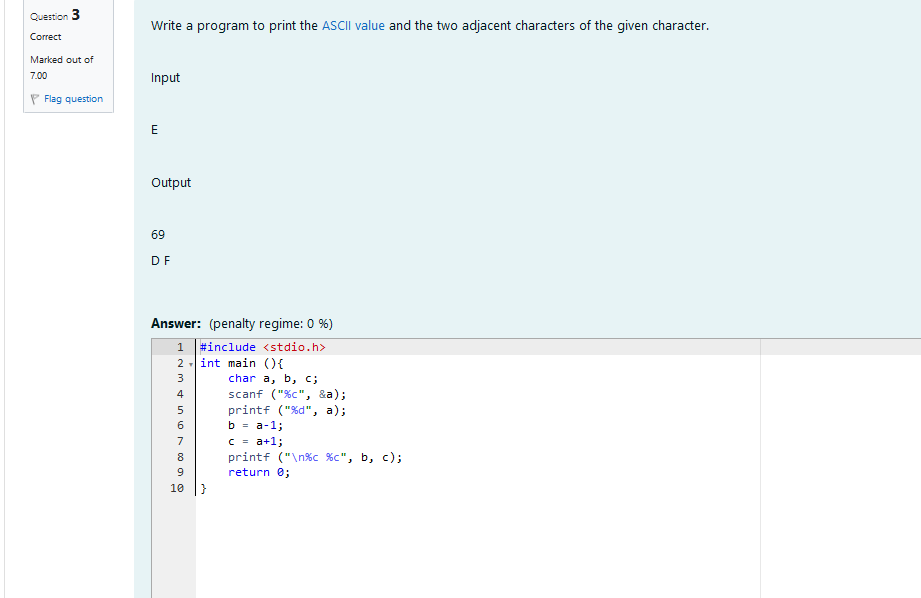 Question 3
Correct
Marked out of
7.00
Flag question
Write a program to print the ASCII value and the two adjacent characters of the given character.
Input
E
Output
69
D F
Answer: (penalty regime: 0 %)
1 #include <stdio.h>
2 int main (){
3 char a, b, c;
4 scanf ("%c", &a);
5 printf ("%d", a);
6 b = a-1;
7 c = a+1;
8 printf ("\n%c %c", b, c);
9 return 0;
10 }